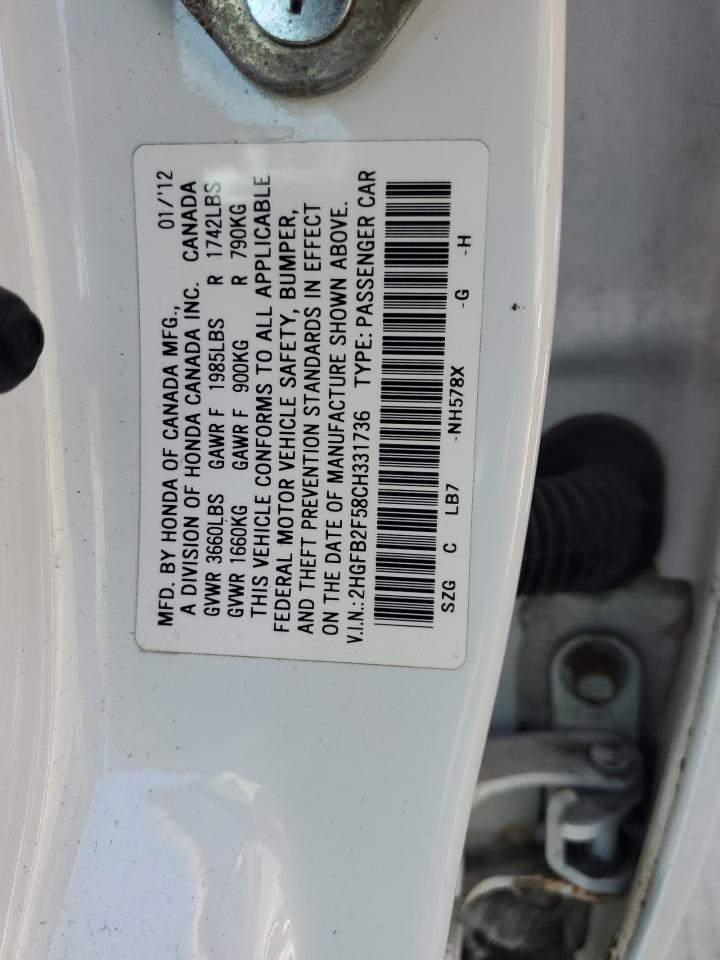 MFD. BY HONDA OF CANADA MFG., 01/'12
A DIVISION OF HONDA CANADA INC. CANADA
GVWR 3660LBS GAWR F 1985LBS R 1742LBS
GVWR 1660KG GAWR F 900KG R 790KG
THIS VEHICLE CONFORMS TO ALL APPLICABLE
FEDERAL MOTOR VEHICLE SAFETY, BUMPER,
AND THEFT PREVENTION STANDARDS IN EFFECT
ON THE DATE OF MANUFACTURE SHOWN ABOVE.
V.I.N.: 2HGFB2F58CH331736 TYPE: PASSENGER CAR
SZG C LB7 -NH578X -G -H